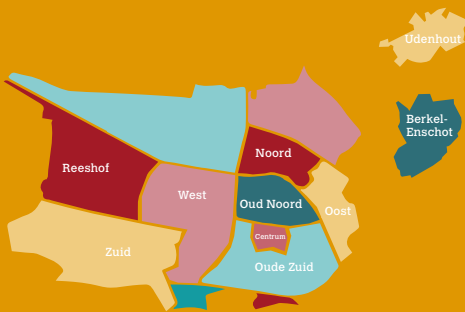 Udenhout
Berkel-
Enschot
Noord
Reeshof
West
Oud Noord
Oost
Centrum
Zuid
Oude Zuid